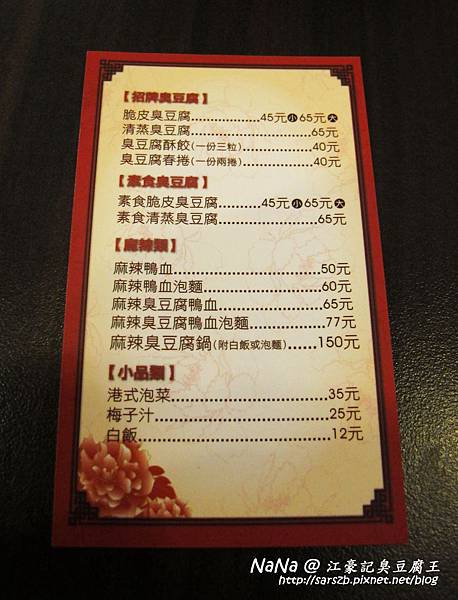 【招牌臭豆腐】
脆皮臭豆腐.................45元小65元大
清蒸臭豆腐..............................65元
臭豆腐酥餃(一份三粒).................40元
臭豆腐春捲(一份兩捲).................40元
【素食臭豆腐】
素食脆皮臭豆腐...........45元小65元大
素食清蒸臭豆腐........................65元
【麻辣類】
麻辣鴨血...................................50元
麻辣鴨血泡麵............................60元
麻辣臭豆腐鴨血........................65元
麻辣臭豆腐鴨血泡麵.................77元
麻辣臭豆腐鍋(附白飯或泡麵)......150元
【小品類】
港式泡菜...................................35元
梅子汁......................................25元
白飯.........................................12元
NaNa @ 江豪記臭豆腐王
http://sarszb.pixnet.net/blog